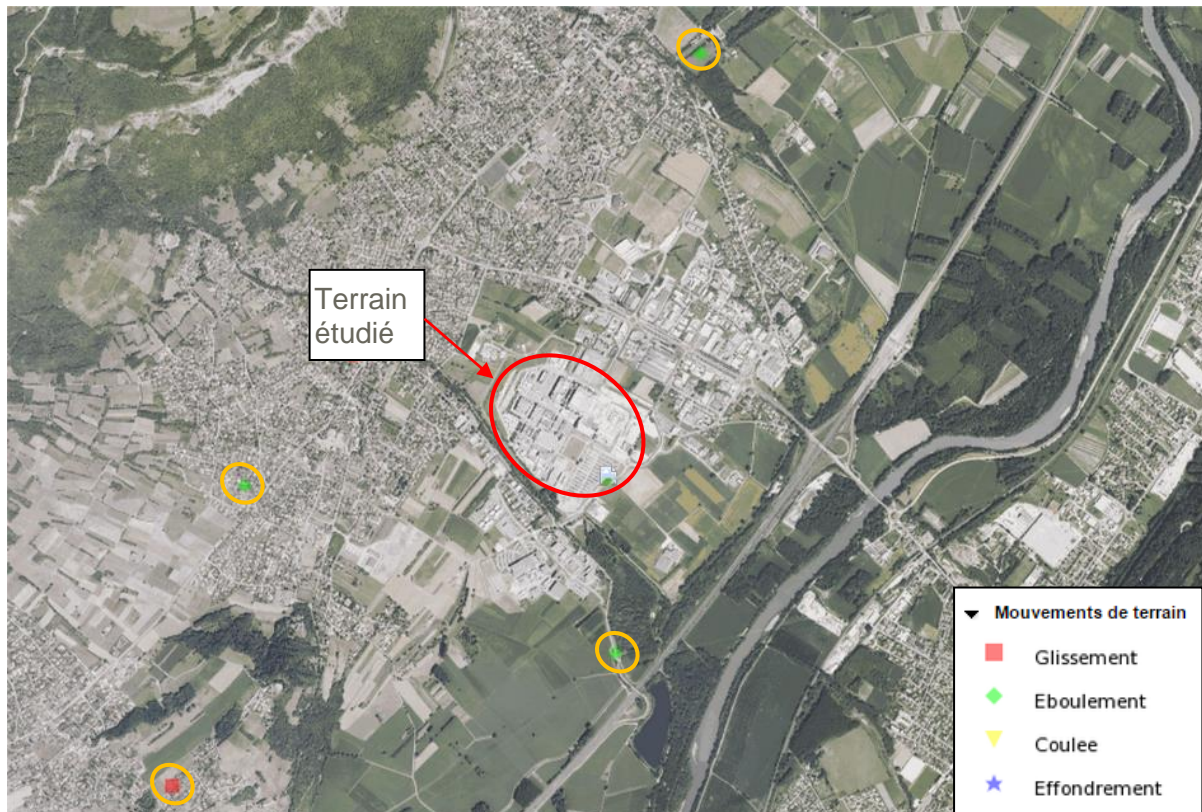 Terrain
étudié
Mouvements de terrain
Glissement
Eboulement
Coulee
Effondrement